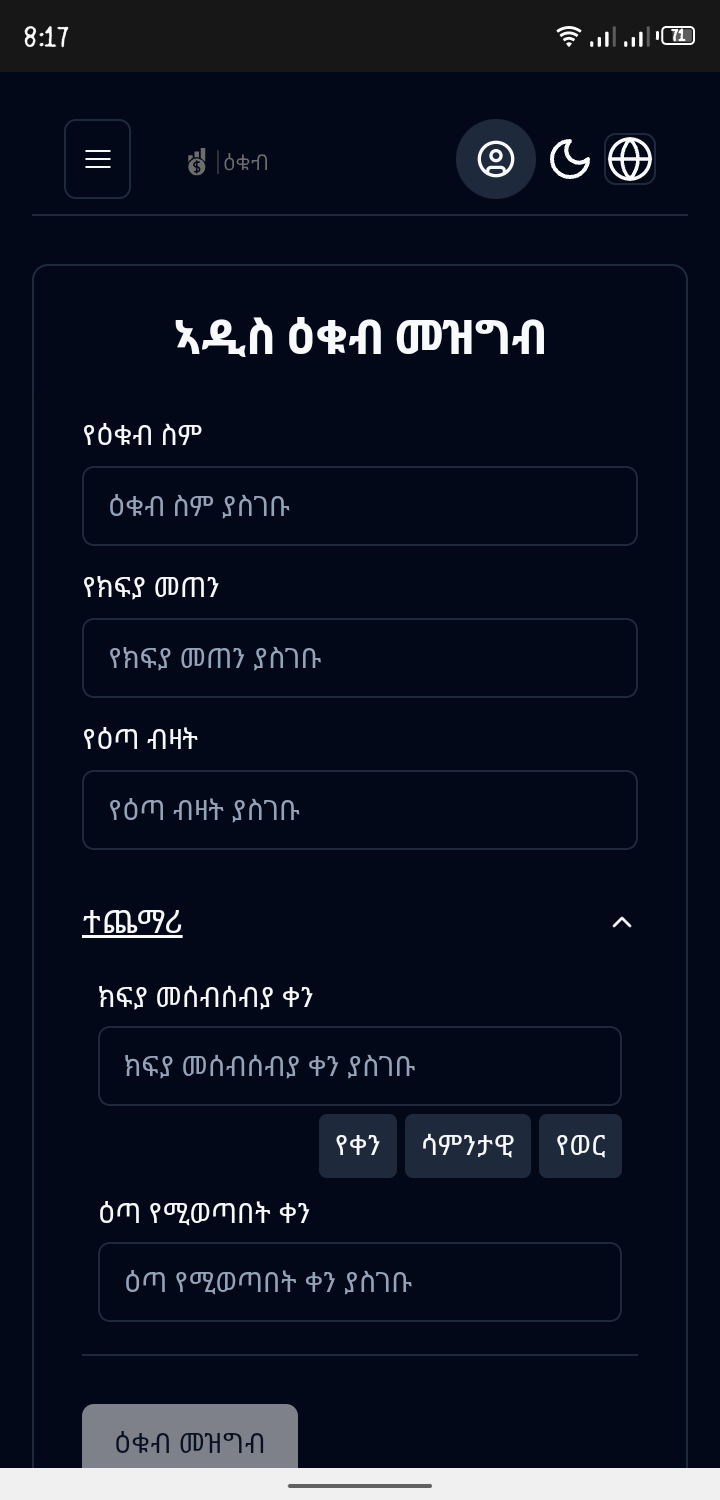 8:17
71
ዕቁብ
ኣዲስ ዕቁብ መዝግብ
የዕቁብ ስም
ዕቁብ ስም ያስገቡ
የክፍያ መጠን
የክፍያ መጠን ያስገቡ
የዕጣ ብዛት
የዕጣ ብዛት ያስገቡ
ተጨማሪ
ክፍያ መሰብሰብያ ቀን
ክፍያ መሰብሰብያ ቀን ያስገቡ
የቀን ሳምንታዊ የወር
ዕጣ የሚወጣበት ቀን
ዕጣ የሚወጣበት ቀን ያስገቡ
ዕቁብ መዝግብ